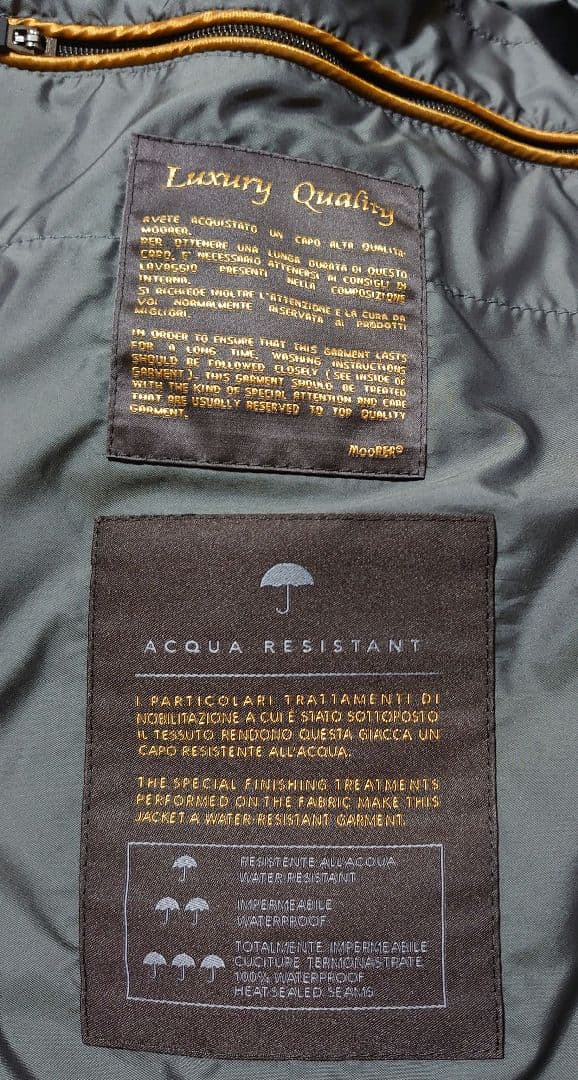 Luxury Quality
AVETE ACQUISTATO UN CAPO ALTA QUALITA'
MOORER.
PER OTTENERE UNA LUNGA DURATA DI QUESTO
CAPO, E' NECESSARIO ATTENERSI AI CONSIGLI DI
LAVAGGIO PRESENTI NELLA COMPOSIZIONE
INTERNA.
SI RICHIEDE INOLTRE L'ATTENZIONE E LA CURA DA
VOI NORMALMENTE RISERVATA AI PRODOTTI
MIGLIORI.
IN ORDER TO ENSURE THAT THIS GARMENT LASTS
FOR A LONG TIME, WASHING INSTRUCTIONS
SHOULD BE FOLLOWED CLOSELY (SEE INSIDE OF
GARMENT). THIS GARMENT SHOULD BE TREATED
WITH THE KIND OF SPECIAL ATTENTION AND CARE
THAT ARE USUALLY RESERVED TO TOP QUALITY
GARMENT.
MOORER®
ACQUA RESISTANT
I PARTICOLARI TRATTAMENTI DI
NOBILITAZIONE A CUI È STATO SOTTOPOSTO
IL TESSUTO RENDONO QUESTA GIACCA UN
CAPO RESISTENTE ALL'ACQUA.
THE SPECIAL FINISHING TREATMENTS
PERFORMED ON THE FABRIC MAKE THIS
JACKET A WATER-RESISTANT GARMENT.
RESISTENTE ALL'ACQUA
WATER-RESISTANT
IMPERMEABILE
WATERPROOF
TOTALMENTE IMPERMEABILE
CUCITURE TERMONASTRATE
100% WATERPROOF
HEAT-SEALED SEAMS